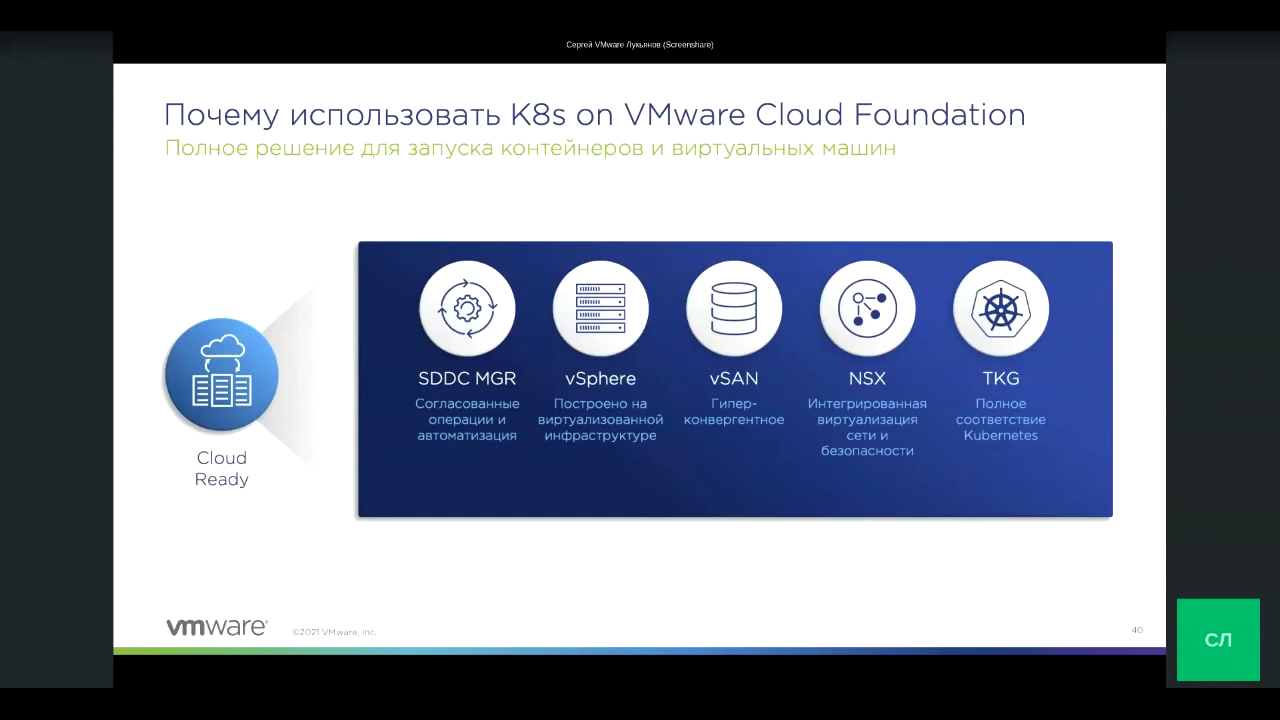 Сергей VMware Лукьянов (Screenshare)
Почему использовать K8s on VMware Cloud Foundation
Полное решение для запуска контейнеров и виртуальных машин
Cloud
Ready
SDDC MGR
Согласованные
операции и
автоматизация
vSphere
Построено на
виртуализованной
инфраструктуре
vSAN
Гипер-
конвергентное
NSX
Интегрированная
виртуализация
сети и
безопасности
TKG
Полное
соответствие
Kubernetes
vmware®
©2021 VMware, Inc.
40
СЛ